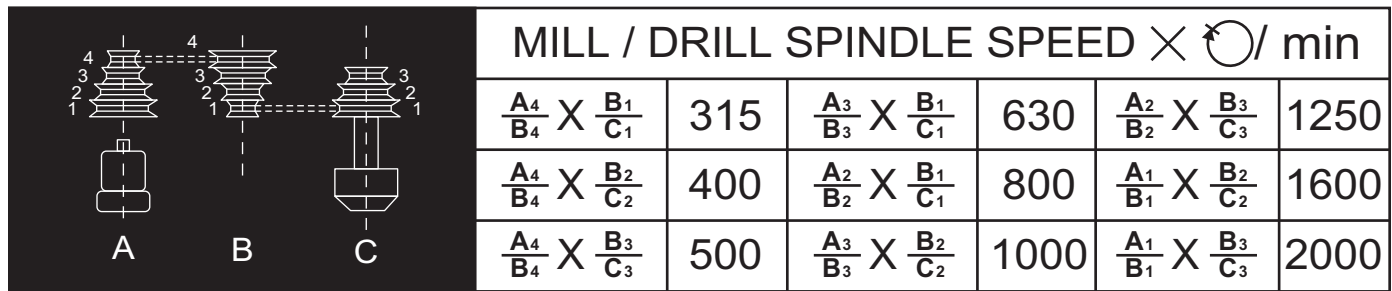 MILL / DRILL SPINDLE SPEED X / min
A4/B4 X B1/C1 315 A3/B3 X B1/C1 630 A2/B2 X B3/C3 1250
A4/B4 X B2/C2 400 A2/B2 X B1/C1 800 A1/B1 X B2/C2 1600
A4/B4 X B3/C3 500 A3/B3 X B2/C2 1000 A1/B1 X B3/C3 2000
4 4
3 3 3
2 2 2
1 1 1
A B C